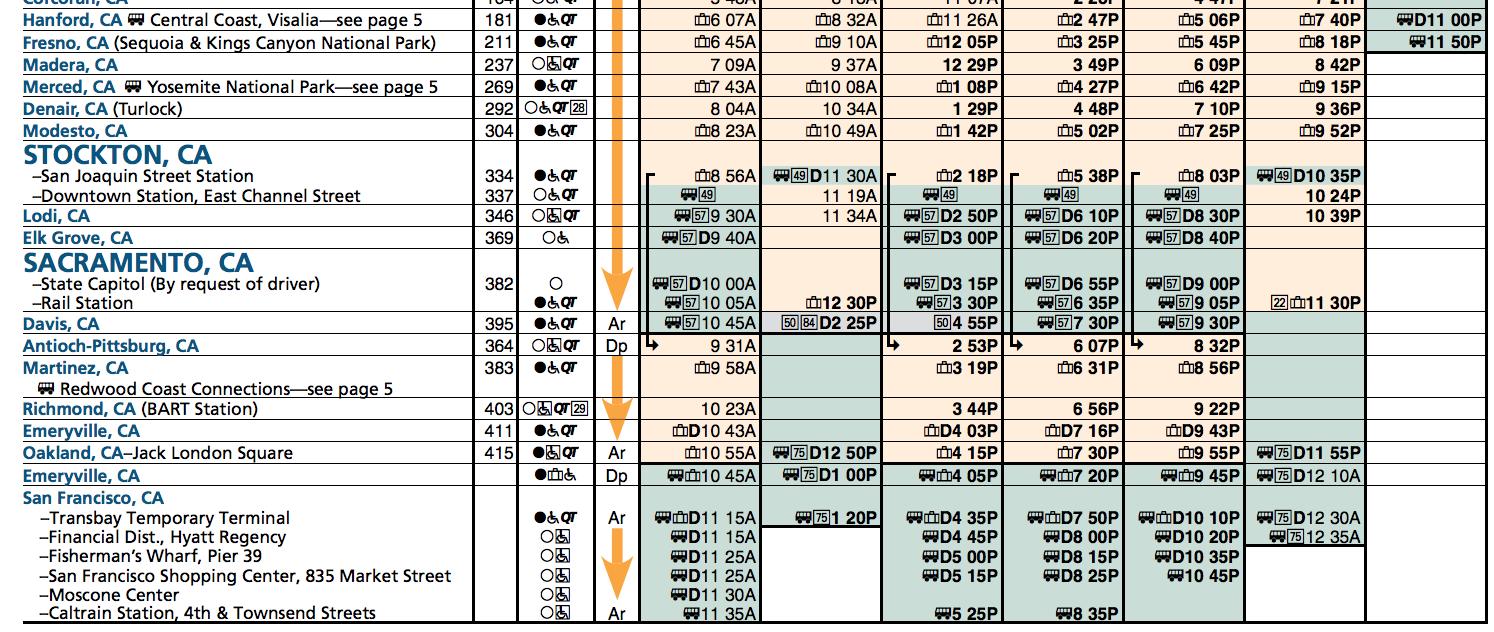 Hanford, CA Central Coast, Visalia—see page 5 181 QT 6 07A 8 32A 11 26A 2 47P 5 06P 7 40P D11 00P
Fresno, CA (Sequoia & Kings Canyon National Park) 211 QT 6 45A 9 10A 12 05P 3 25P 5 45P 8 18P 11 50P
Madera, CA 237 QT 7 09A 9 37A 12 29P 3 49P 6 09P 8 42P
Merced, CA Yosemite National Park—see page 5 269 QT 7 43A 10 08A 1 08P 4 27P 6 42P 9 15P
Denair, CA (Turlock) 292 QT 28 8 04A 10 34A 1 29P 4 48P 7 10P 9 36P
Modesto, CA 304 QT 8 23A 10 49A 1 42P 5 02P 7 25P 9 52P
STOCKTON, CA
–San Joaquin Street Station 334 QT 8 56A 49 D11 30A 2 18P 5 38P 8 03P 49 D10 35P
–Downtown Station, East Channel Street 337 QT 49 11 19A 49 49 49 10 24P
Lodi, CA 346 QT 57 9 30A 11 34A 57 D2 50P 57 D6 10P 57 D8 30P 10 39P
Elk Grove, CA 369 57 D9 40A 57 D3 00P 57 D6 20P 57 D8 40P
SACRAMENTO, CA
–State Capitol (By request of driver) 382 57 D10 00A 57 D3 15P 57 D6 55P 57 D9 00P
–Rail Station QT 57 10 05A 12 30P 57 3 30P 57 6 35P 57 9 05P 22 11 30P
Davis, CA 395 QT Ar 57 10 45A 50 84 D2 25P 50 4 55P 57 7 30P 57 9 30P
Antioch-Pittsburg, CA 364 QT Dp 9 31A 2 53P 6 07P 8 32P
Martinez, CA 383 QT 9 58A 3 19P 6 31P 8 56P
Redwood Coast Connections—see page 5
Richmond, CA (BART Station) 403 QT 29 10 23A 3 44P 6 56P 9 22P
Emeryville, CA 411 QT D10 43A D4 03P D7 16P D9 43P
Oakland, CA–Jack London Square 415 QT Ar 10 55A 75 D12 50P 4 15P 7 30P 9 55P 75 D11 55P
Emeryville, CA Dp 10 45A 75 D1 00P 4 05P 7 20P 9 45P 75 D12 10A
San Francisco, CA
–Transbay Temporary Terminal QT Ar D11 15A 75 1 20P D4 35P D7 50P D10 10P 75 D12 30A
–Financial Dist., Hyatt Regency D11 15A D4 45P D8 00P D10 20P 75 12 35A
–Fisherman's Wharf, Pier 39 D11 25A D5 00P D8 15P D10 35P
–San Francisco Shopping Center, 835 Market Street D11 25A D5 15P D8 25P 10 45P
–Moscone Center D11 30A
–Caltrain Station, 4th & Townsend Streets Ar 11 35A 5 25P 8 35P